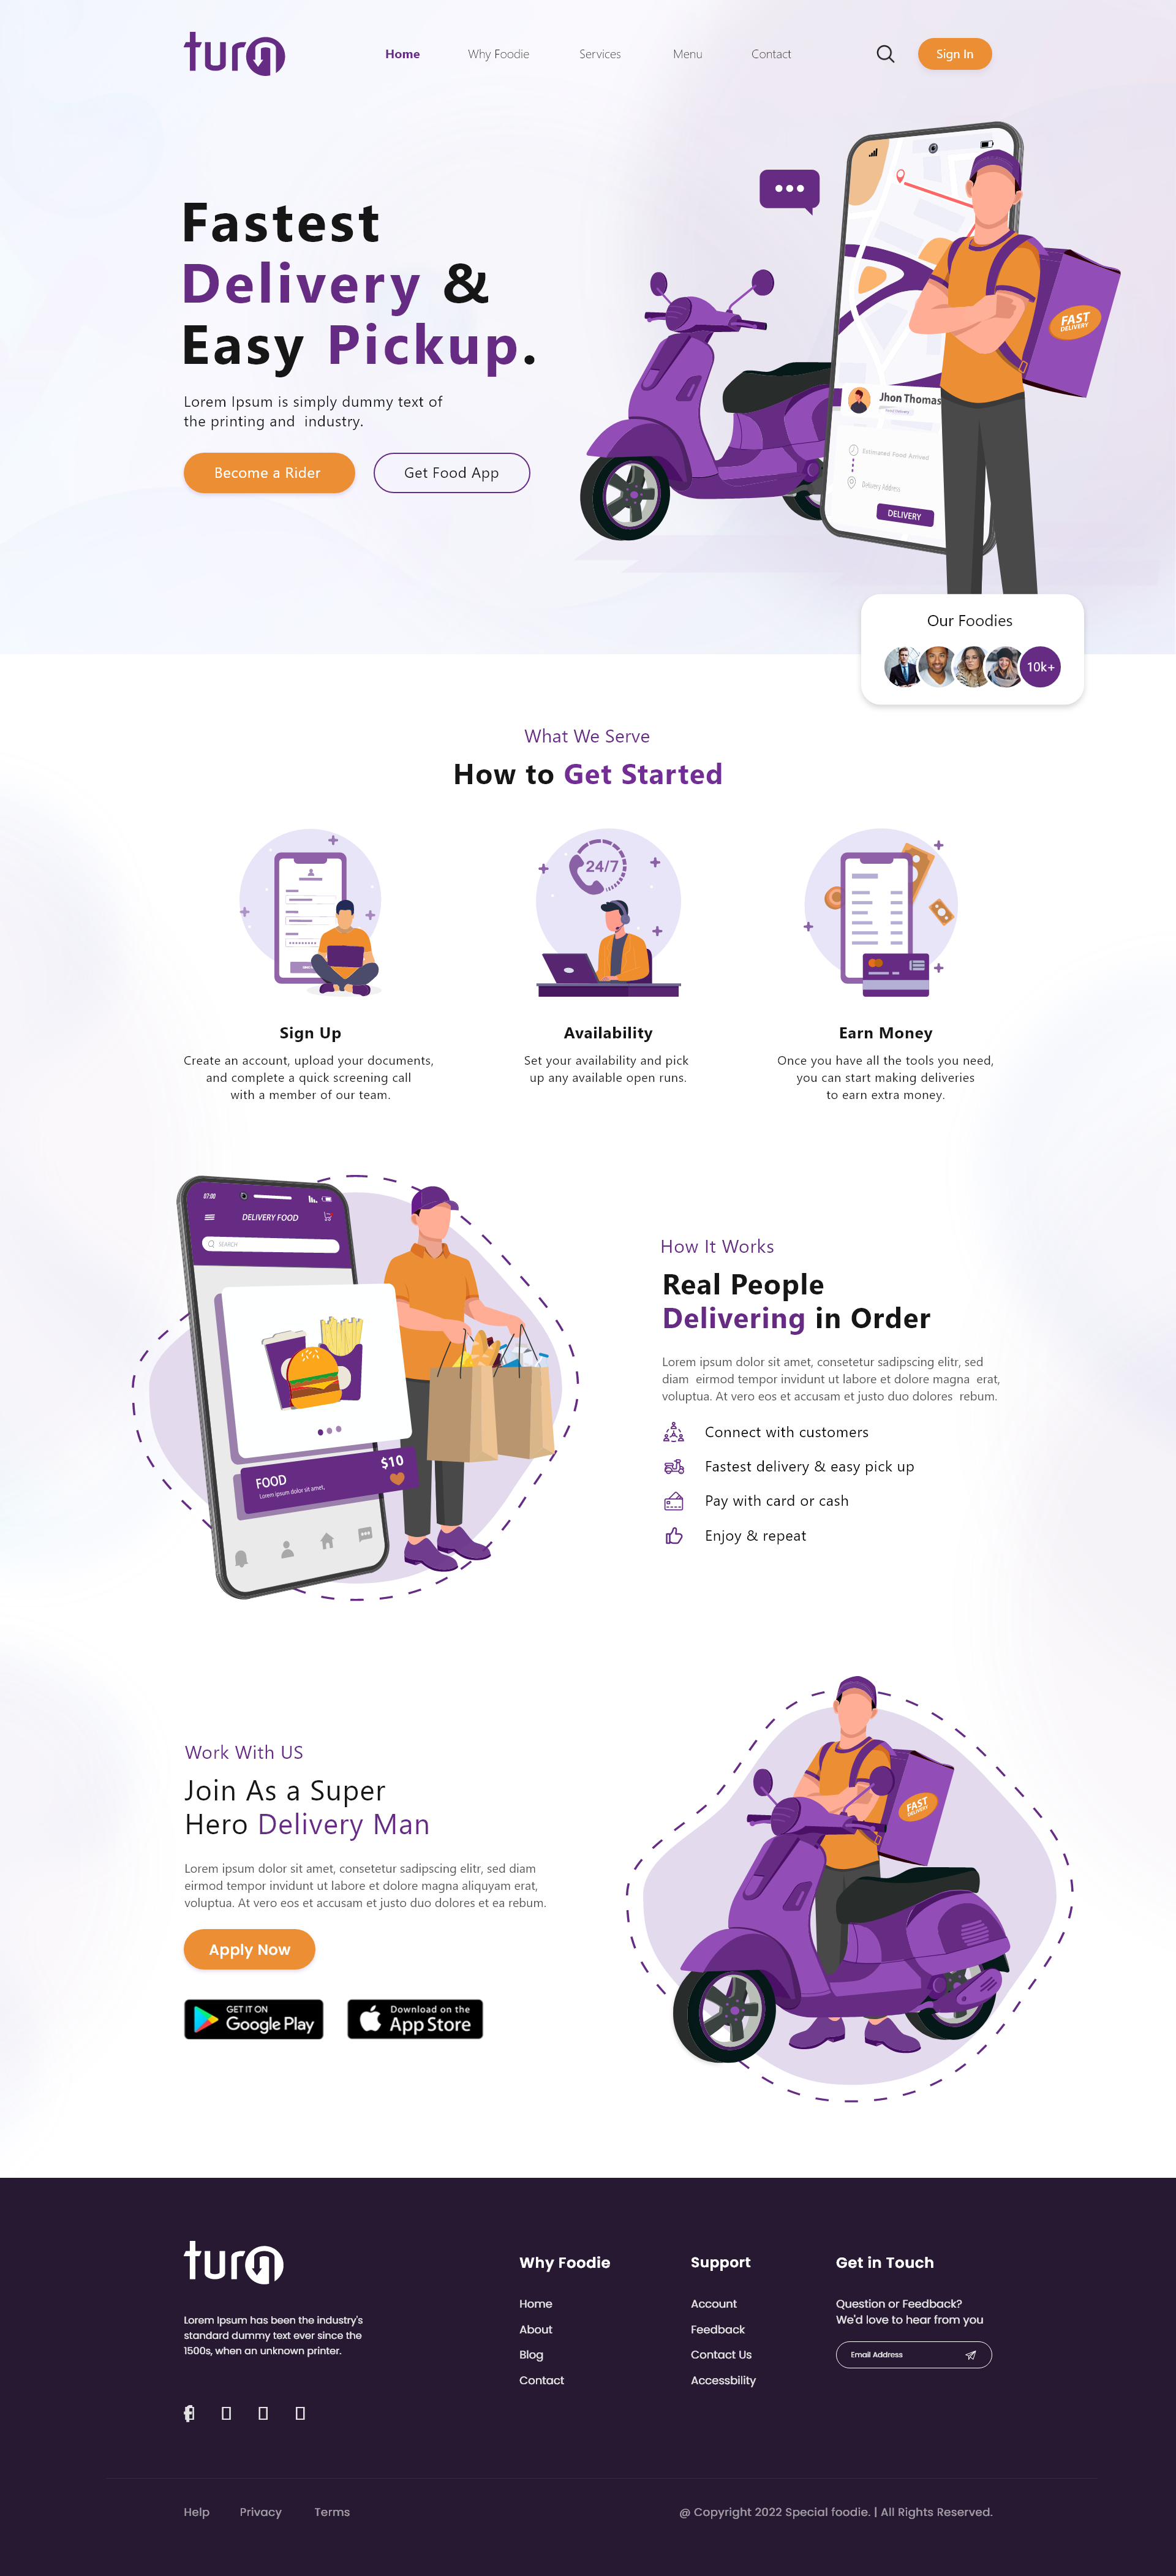 turn
Home
Why Foodie
Services
Menu
Contact
Sign In
Fastest
Delivery &
Easy Pickup.
Lorem Ipsum is simply dummy text of
the printing and industry.
Become a Rider
Get Food App
FAST
DELIVERY
Jhon Thomas
Estimated Food Arrived
Delivery Address
DELIVERY
Our Foodies
10k+
What We Serve
How to Get Started
24/7
Sign Up
Create an account, upload your documents,
and complete a quick screening call
with a member of our team.
Availability
Set your availability and pick
up any available open runs.
Earn Money
Once you have all the tools you need,
you can start making deliveries
to earn extra money.
07:00
DELIVERY FOOD
SEARCH
FOOD
Lorem ipsum dolor sit amet,
$10
How It Works
Real People
Delivering in Order
Lorem ipsum dolor sit amet, consetetur sadipscing elitr, sed
diam eirmod tempor invidunt ut labore et dolore magna erat,
voluptua. At vero eos et accusam et justo duo dolores rebum.
Connect with customers
Fastest delivery & easy pick up
Pay with card or cash
Enjoy & repeat
Work With US
Join As a Super
Hero Delivery Man
Lorem ipsum dolor sit amet, consetetur sadipscing elitr, sed diam
eirmod tempor invidunt ut labore et dolore magna aliquyam erat,
voluptua. At vero eos et accusam et justo duo dolores et ea rebum.
Apply Now
GET IT ON
Google Play
Download on the
App Store
FAST
DELIVERY
turn
Lorem Ipsum has been the industry's
standard dummy text ever since the
1500s, when an unknown printer.
Why Foodie
Home
About
Blog
Contact
Support
Account
Feedback
Contact Us
Accessbility
Get in Touch
Question or Feedback?
We'd love to hear from you
Email Address
Help
Privacy
Terms
@ Copyright 2022 Special foodie. | All Rights Reserved.